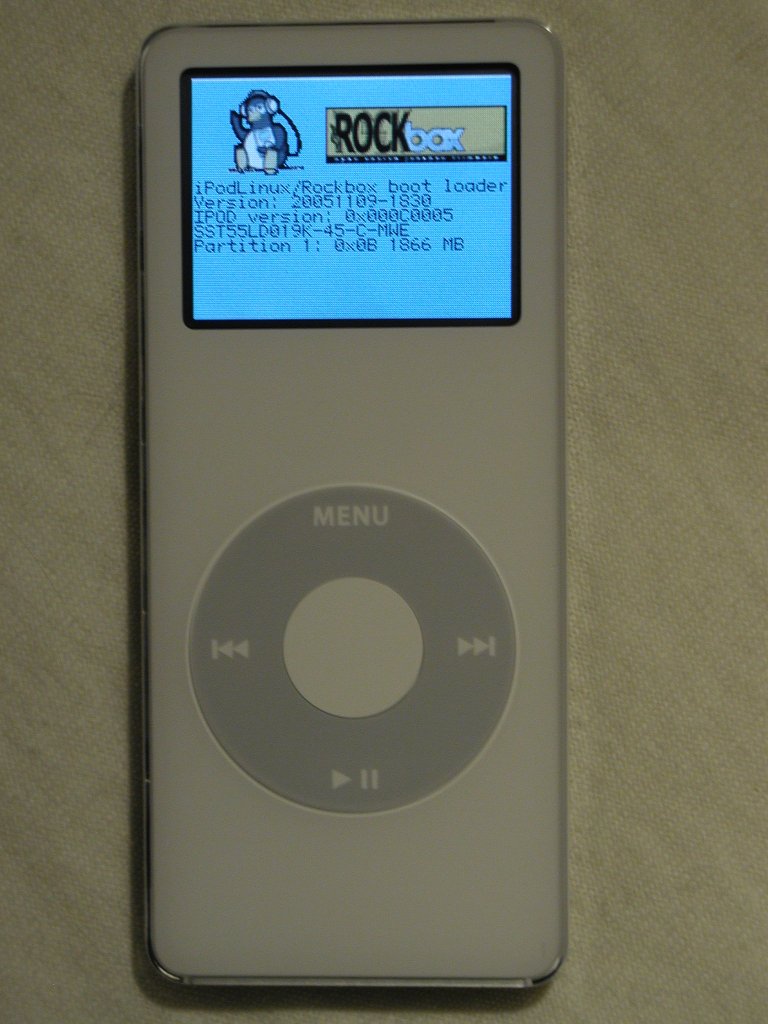 ROCKbox
iPodLinux/Rockbox boot loader
Version: 20051109-1830
IPOD version: 0x000C0005
SST55LD019K-45-C-MWE
Partition 1: 0x0B 1866 MB
MENU